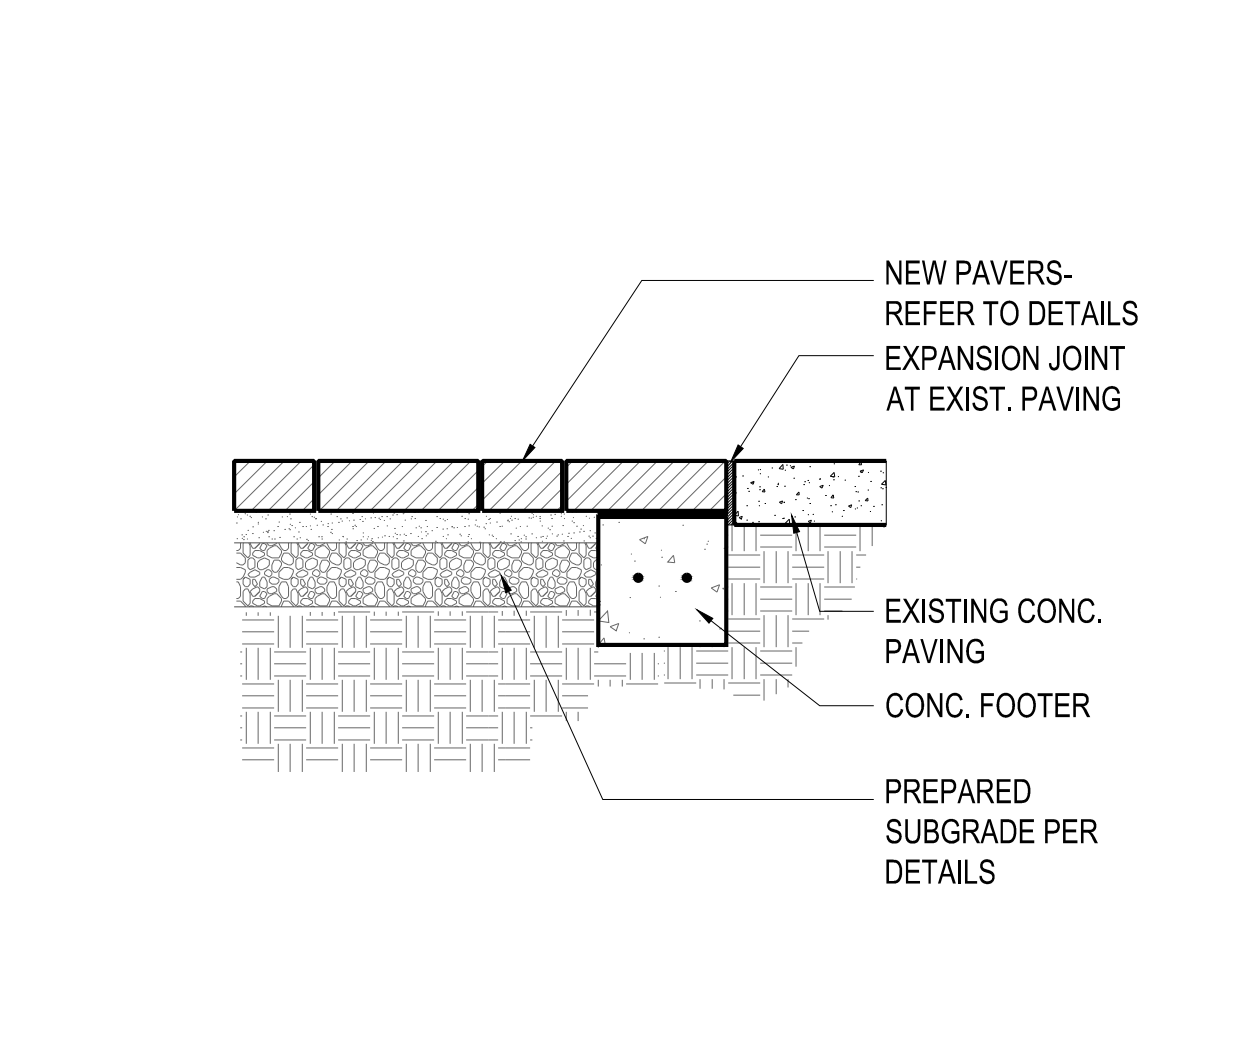 NEW PAVERS-
REFER TO DETAILS
EXPANSION JOINT
AT EXIST. PAVING
EXISTING CONC.
PAVING
CONC. FOOTER
PREPARED
SUBGRADE PER
DETAILS